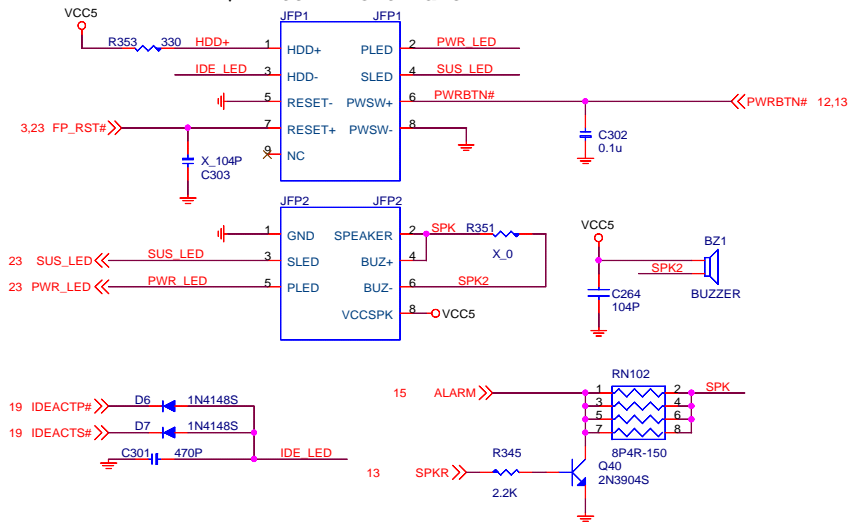 VCC5
JFP1
JFP1
R353
330
HDD+
1
HDD+
PLED
2
PWR_LED
IDE_LED
3
HDD-
SLED
4
SUS_LED
5
RESET-
PWSW+
6
PWRBTN#
PWRBTN# 12,13
3,23 FP_RST#
7
RESET+
PWSW-
8
9
NC
X_104P
C303
C302
0.1u
JFP2
JFP2
1
GND
SPEAKER
2
SPK
R351
X_0
23 SUS_LED
SUS_LED
3
SLED
BUZ+
4
23 PWR_LED
PWR_LED
5
PLED
BUZ-
6
SPK2
VCCSPK
8
VCC5
VCC5
BZ1
SPK2
C264
104P
BUZZER
19 IDEACTP#
D6
1N4148S
19 IDEACTS#
D7
1N4148S
C301
470P
IDE_LED
RN102
15 ALARM
1
2
SPK
3
4
5
6
7
8
8P4R-150
13 SPKR
R345
2.2K
Q40
2N3904S